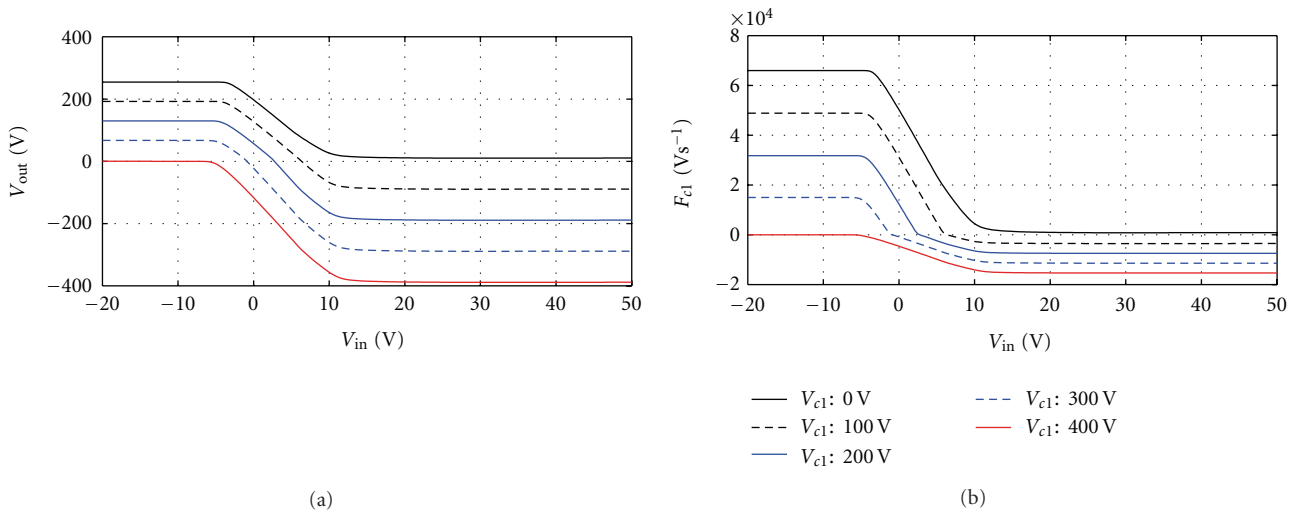 400
200
0
−200
−400
−20
−10
0
10
20
30
40
50
V_out (V)
V_in (V)
(a)
×10^4
8
6
4
2
0
−2
−20
−10
0
10
20
30
40
50
F_c1 (Vs^−1)
V_in (V)
V_c1: 0 V
V_c1: 100 V
V_c1: 200 V
V_c1: 300 V
V_c1: 400 V
(b)